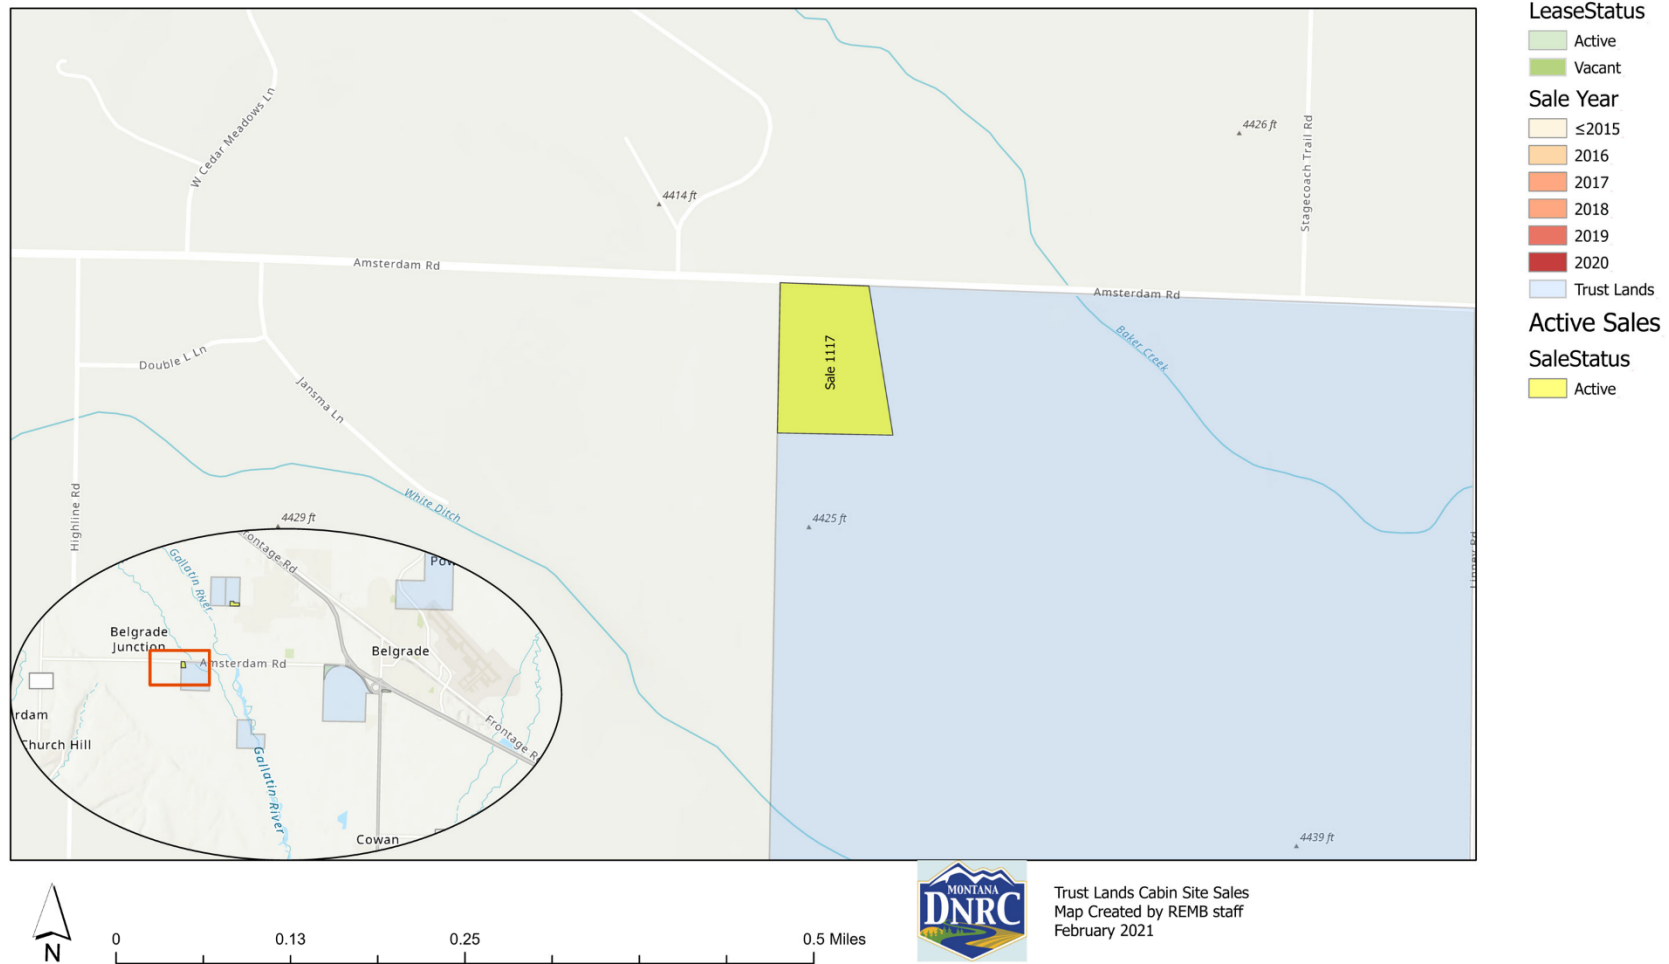 LeaseStatus
Active
Vacant
Sale Year
≤2015
2016
2017
2018
2019
2020
Trust Lands
Active Sales
SaleStatus
Active
W Cedar Meadows Ln
4414 ft
4426 ft
Stagecoach Trail Rd
Amsterdam Rd
Amsterdam Rd
Double L Ln
Jansma Ln
Sale 1117
Baker Creek
Highline Rd
White Ditch
4429 ft
4425 ft
Linney Rd
4439 ft
Gallatin River
rontage Rd
Pow
Belgrade
Junction
Amsterdam Rd
Belgrade
rdam
Church Hill
Gallatin River
Frontage R
Cowan
N
0
0.13
0.25
0.5 Miles
MONTANA
DNRC
Trust Lands Cabin Site Sales
Map Created by REMB staff
February 2021